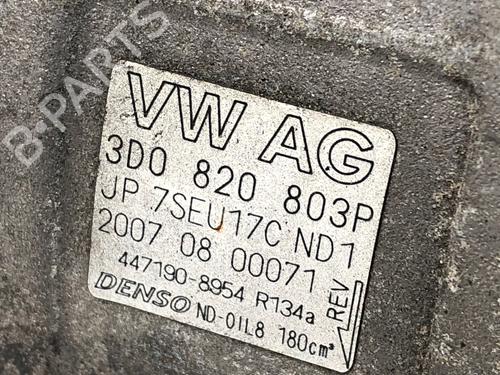 B-PARTS
VW AG
3D0 820 803P
JP 7SEU17C ND1
2007 08 00071
447190-8954 R134a
DENSO ND-OIL8 180cm³
REV